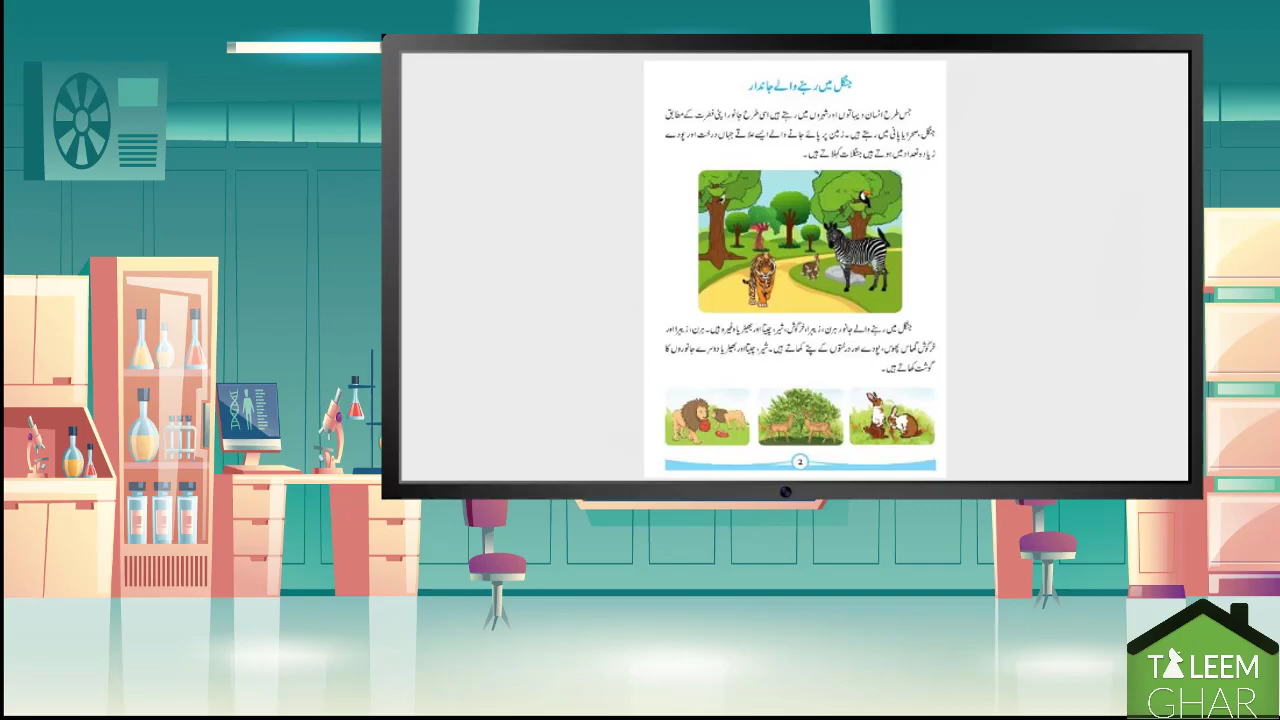 جنگل میں رہنے والے جاندار
جس طرح انسان دیہاتوں اور شہروں میں رہتے ہیں اسی طرح جانور اپنی فطرت کے مطابق
جنگل، صحرا یا پانی میں رہتے ہیں۔ زمین پر پائے جانے والے ایسے علاقے جہاں درخت اور پودے
زیادہ تعداد میں ہوتے ہیں جنگلات کہلاتے ہیں۔
جنگل میں رہنے والے جانور ہرن، زیبرا، خرگوش، شیر، چیتا اور بھیڑیا وغیرہ ہیں۔ ہرن، زیبرا اور
خرگوش گھاس پھوس، پودے اور درختوں کے پتے کھاتے ہیں۔ شیر، چیتا اور بھیڑیا دوسرے جانوروں کا
گوشت کھاتے ہیں۔
2
TALEEM
GHAR